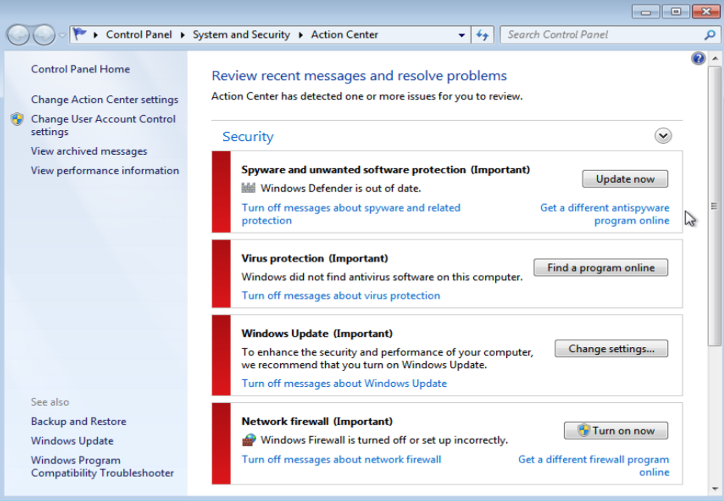 Control Panel System and Security Action Center
Search Control Panel
Control Panel Home
Change Action Center settings
Change User Account Control
settings
View archived messages
View performance information
See also
Backup and Restore
Windows Update
Windows Program
Compatibility Troubleshooter
Review recent messages and resolve problems
Action Center has detected one or more issues for you to review.
Security
Spyware and unwanted software protection (Important)
Windows Defender is out of date.
Update now
Turn off messages about spyware and related
protection
Get a different antispyware
program online
Virus protection (Important)
Windows did not find antivirus software on this computer.
Find a program online
Turn off messages about virus protection
Windows Update (Important)
To enhance the security and performance of your computer,
we recommend that you turn on Windows Update.
Change settings...
Turn off messages about Windows Update
Network firewall (Important)
Windows Firewall is turned off or set up incorrectly.
Turn on now
Turn off messages about network firewall
Get a different firewall program
online